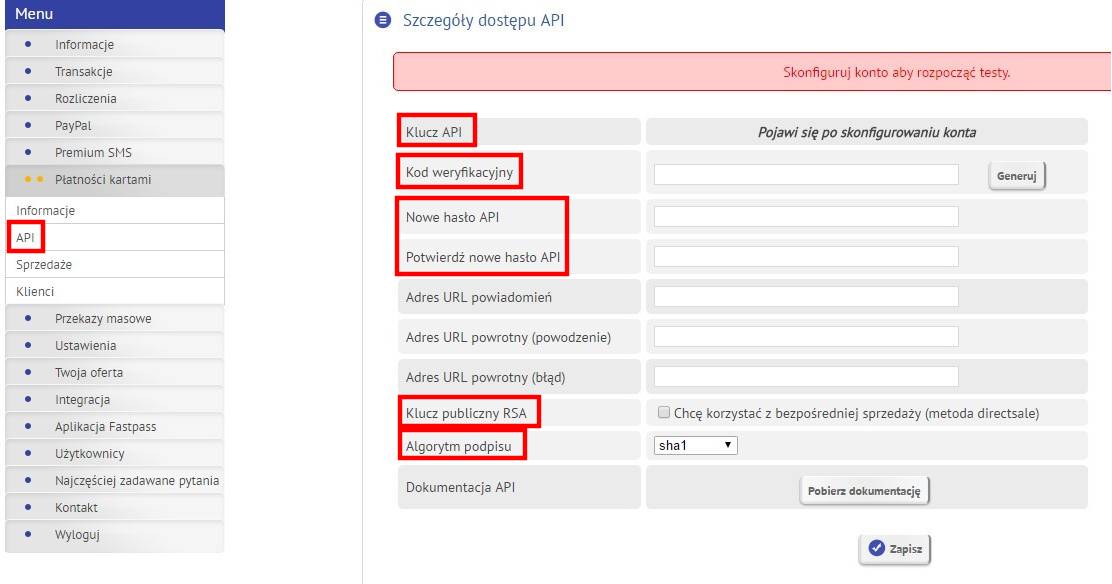 Menu
Informacje
Transakcje
Rozliczenia
PayPal
Premium SMS
Płatności kartami
Informacje
API
Sprzedaże
Klienci
Przekazy masowe
Ustawienia
Twoja oferta
Integracja
Aplikacja Fastpass
Użytkownicy
Najczęściej zadawane pytania
Kontakt
Wyloguj
Szczegóły dostępu API
Skonfiguruj konto aby rozpocząć testy.
Klucz API Pojawi się po skonfigurowaniu konta
Kod weryfikacyjny Generuj
Nowe hasło API
Potwierdź nowe hasło API
Adres URL powiadomień
Adres URL powrotny (powodzenie)
Adres URL powrotny (błąd)
Klucz publiczny RSA Chcę korzystać z bezpośredniej sprzedaży (metoda directsale)
Algorytm podpisu sha1
Dokumentacja API Pobierz dokumentację
Zapisz